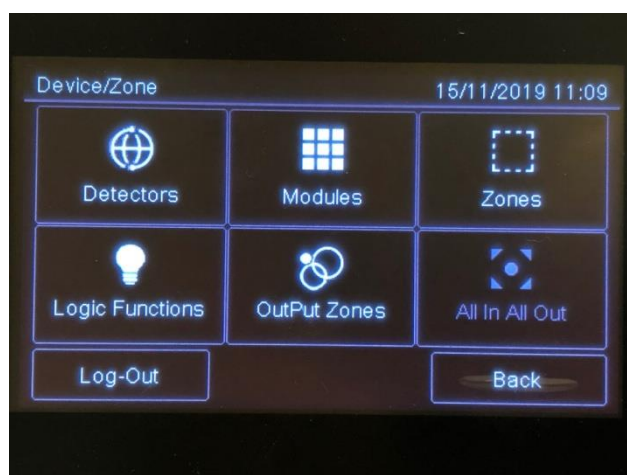 Device/Zone 15/11/2019 11:09
Detectors Modules Zones
Logic Functions OutPut Zones All In All Out
Log-Out Back